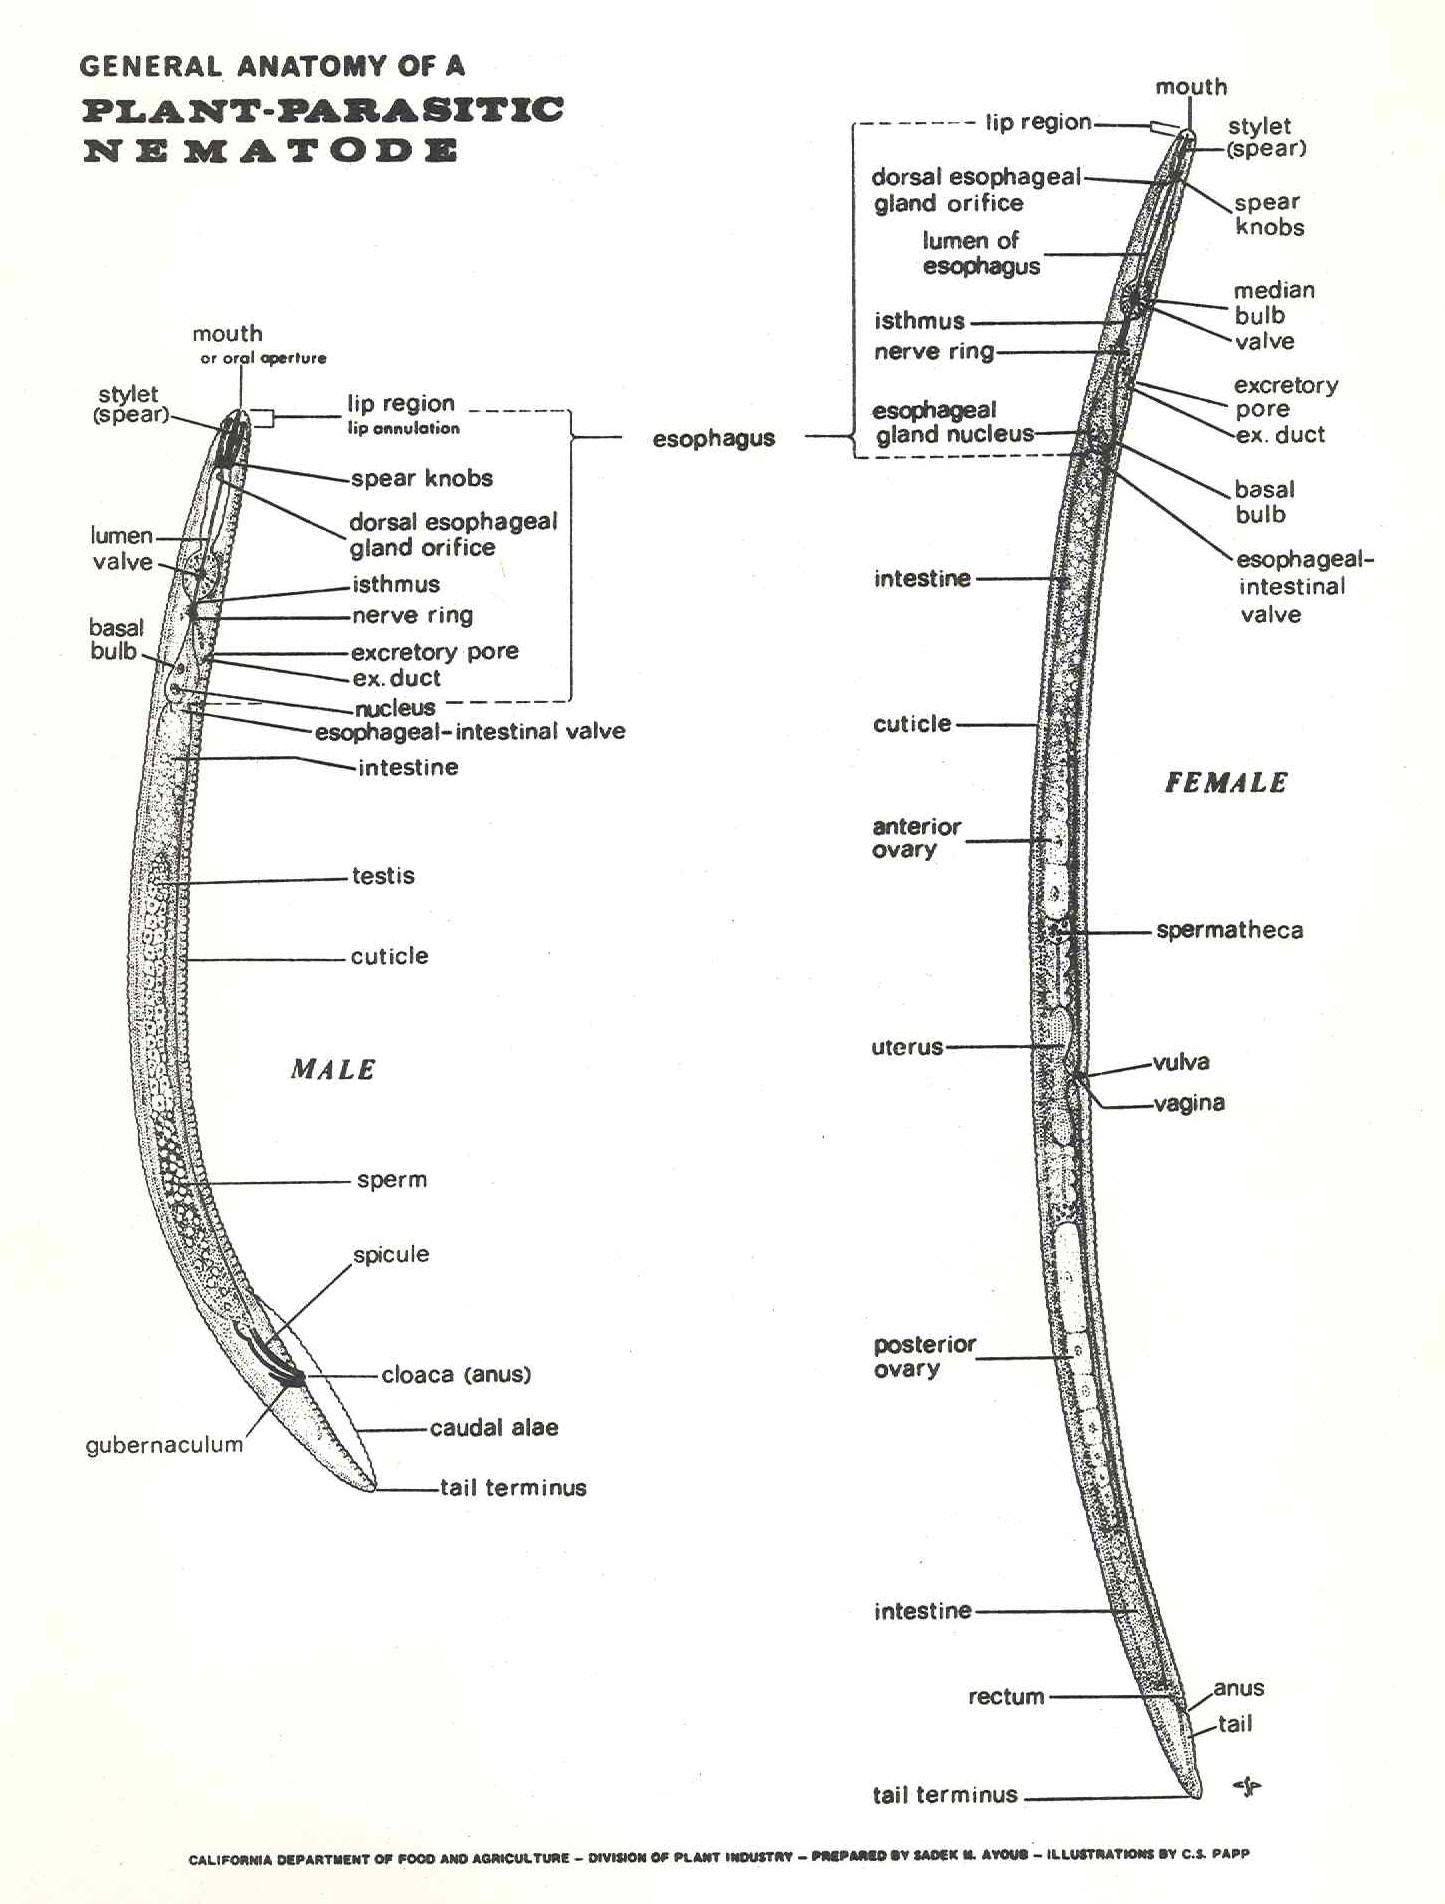 GENERAL ANATOMY OF A
PLANT-PARASITIC
NEMATODE
mouth
or oral aperture
stylet
(spear)
lip region
lip annulation
esophagus
spear knobs
dorsal esophageal
gland orifice
lumen
valve
isthmus
nerve ring
basal
bulb
excretory pore
ex. duct
nucleus
esophageal-intestinal valve
intestine
testis
cuticle
MALE
sperm
spicule
cloaca (anus)
caudal alae
gubernaculum
tail terminus
mouth
lip region
stylet
(spear)
dorsal esophageal
gland orifice
spear
knobs
lumen of
esophagus
median
bulb
valve
isthmus
nerve ring
excretory
pore
ex. duct
esophageal
gland nucleus
basal
bulb
esophageal-
intestinal
valve
intestine
cuticle
FEMALE
anterior
ovary
spermatheca
uterus
vulva
vagina
posterior
ovary
intestine
rectum
anus
tail
tail terminus
CALIFORNIA DEPARTMENT OF FOOD AND AGRICULTURE - DIVISION OF PLANT INDUSTRY - PREPARED BY SADEK M. AYOUB - ILLUSTRATIONS BY C.S. PAPP